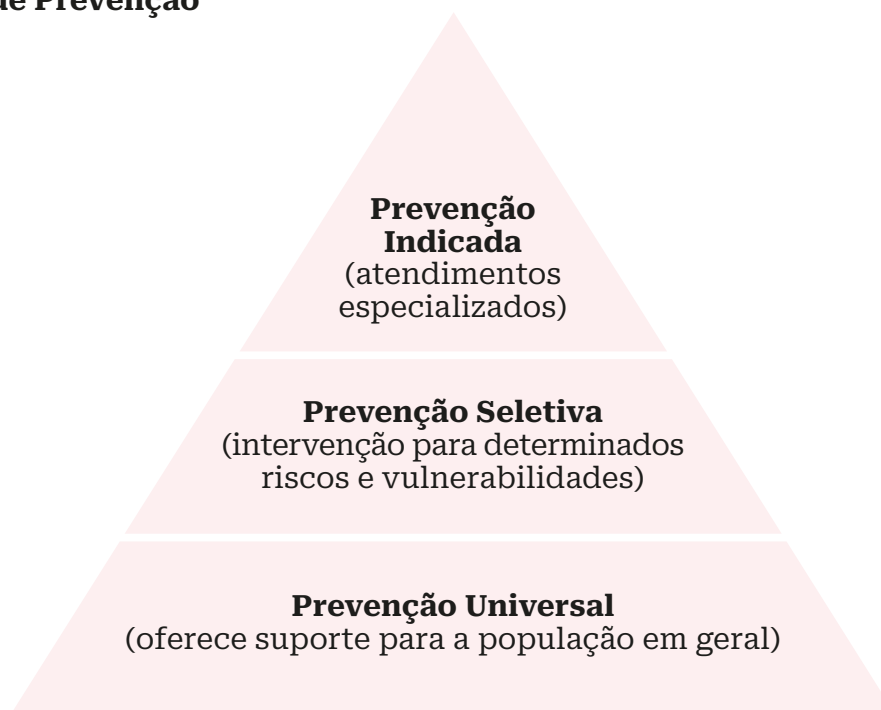 de Prevenção
Prevenção
Indicada
(atendimentos
especializados)
Prevenção Seletiva
(intervenção para determinados
riscos e vulnerabilidades)
Prevenção Universal
(oferece suporte para a população em geral)